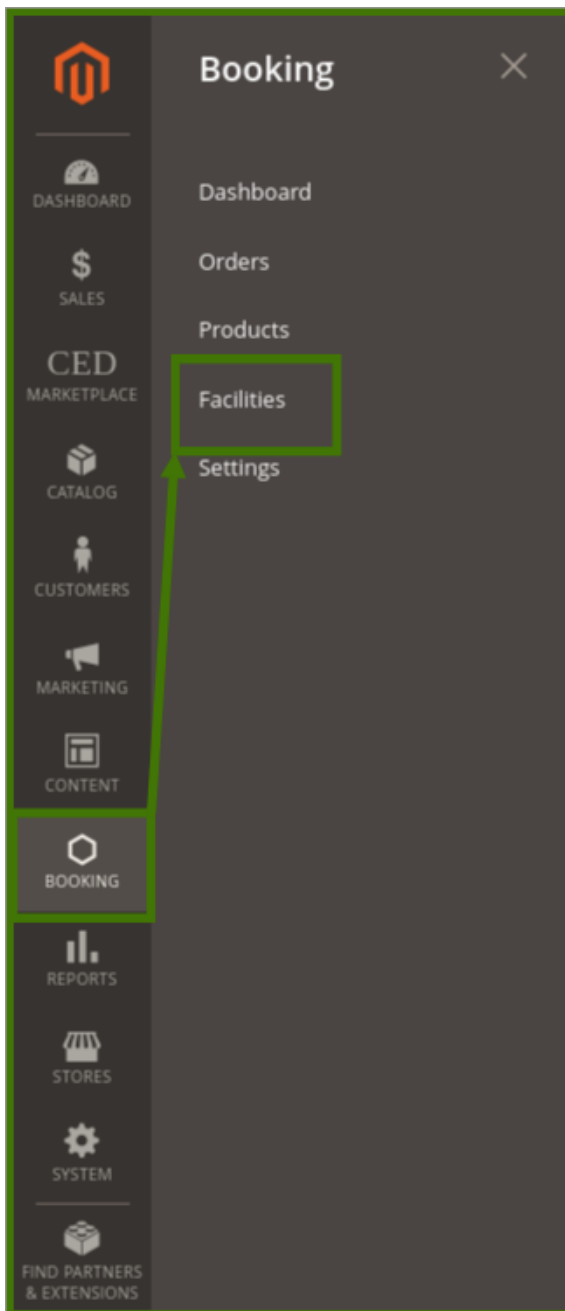 Booking
Dashboard
Orders
Products
Facilities
Settings
DASHBOARD
$
SALES
CED
MARKETPLACE
CATALOG
CUSTOMERS
MARKETING
CONTENT
BOOKING
REPORTS
STORES
SYSTEM
FIND PARTNERS
& EXTENSIONS